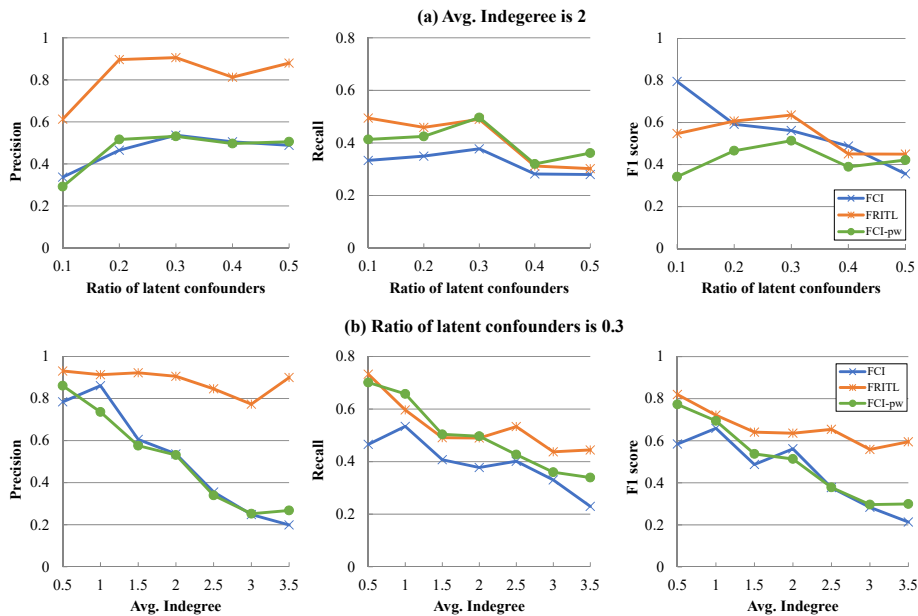 (a) Avg. Indegeree is 2
Precision
1
0.8
0.6
0.4
0.2
0
0.1 0.2 0.3 0.4 0.5
Ratio of latent confounders
Recall
0.8
0.6
0.4
0.2
0
0.1 0.2 0.3 0.4 0.5
Ratio of latent confounders
F1 score
1
0.8
0.6
0.4
0.2
0
0.1 0.2 0.3 0.4 0.5
Ratio of latent confounders
FCI
FRITL
FCI-pw
(b) Ratio of latent confounders is 0.3
Precision
1
0.8
0.6
0.4
0.2
0
0.5 1 1.5 2 2.5 3 3.5
Avg. Indegree
Recall
0.8
0.6
0.4
0.2
0
0.5 1 1.5 2 2.5 3 3.5
Avg. Indegree
F1 score
1
0.8
0.6
0.4
0.2
0
0.5 1 1.5 2 2.5 3 3.5
Avg. Indegree
FCI
FRITL
FCI-pw